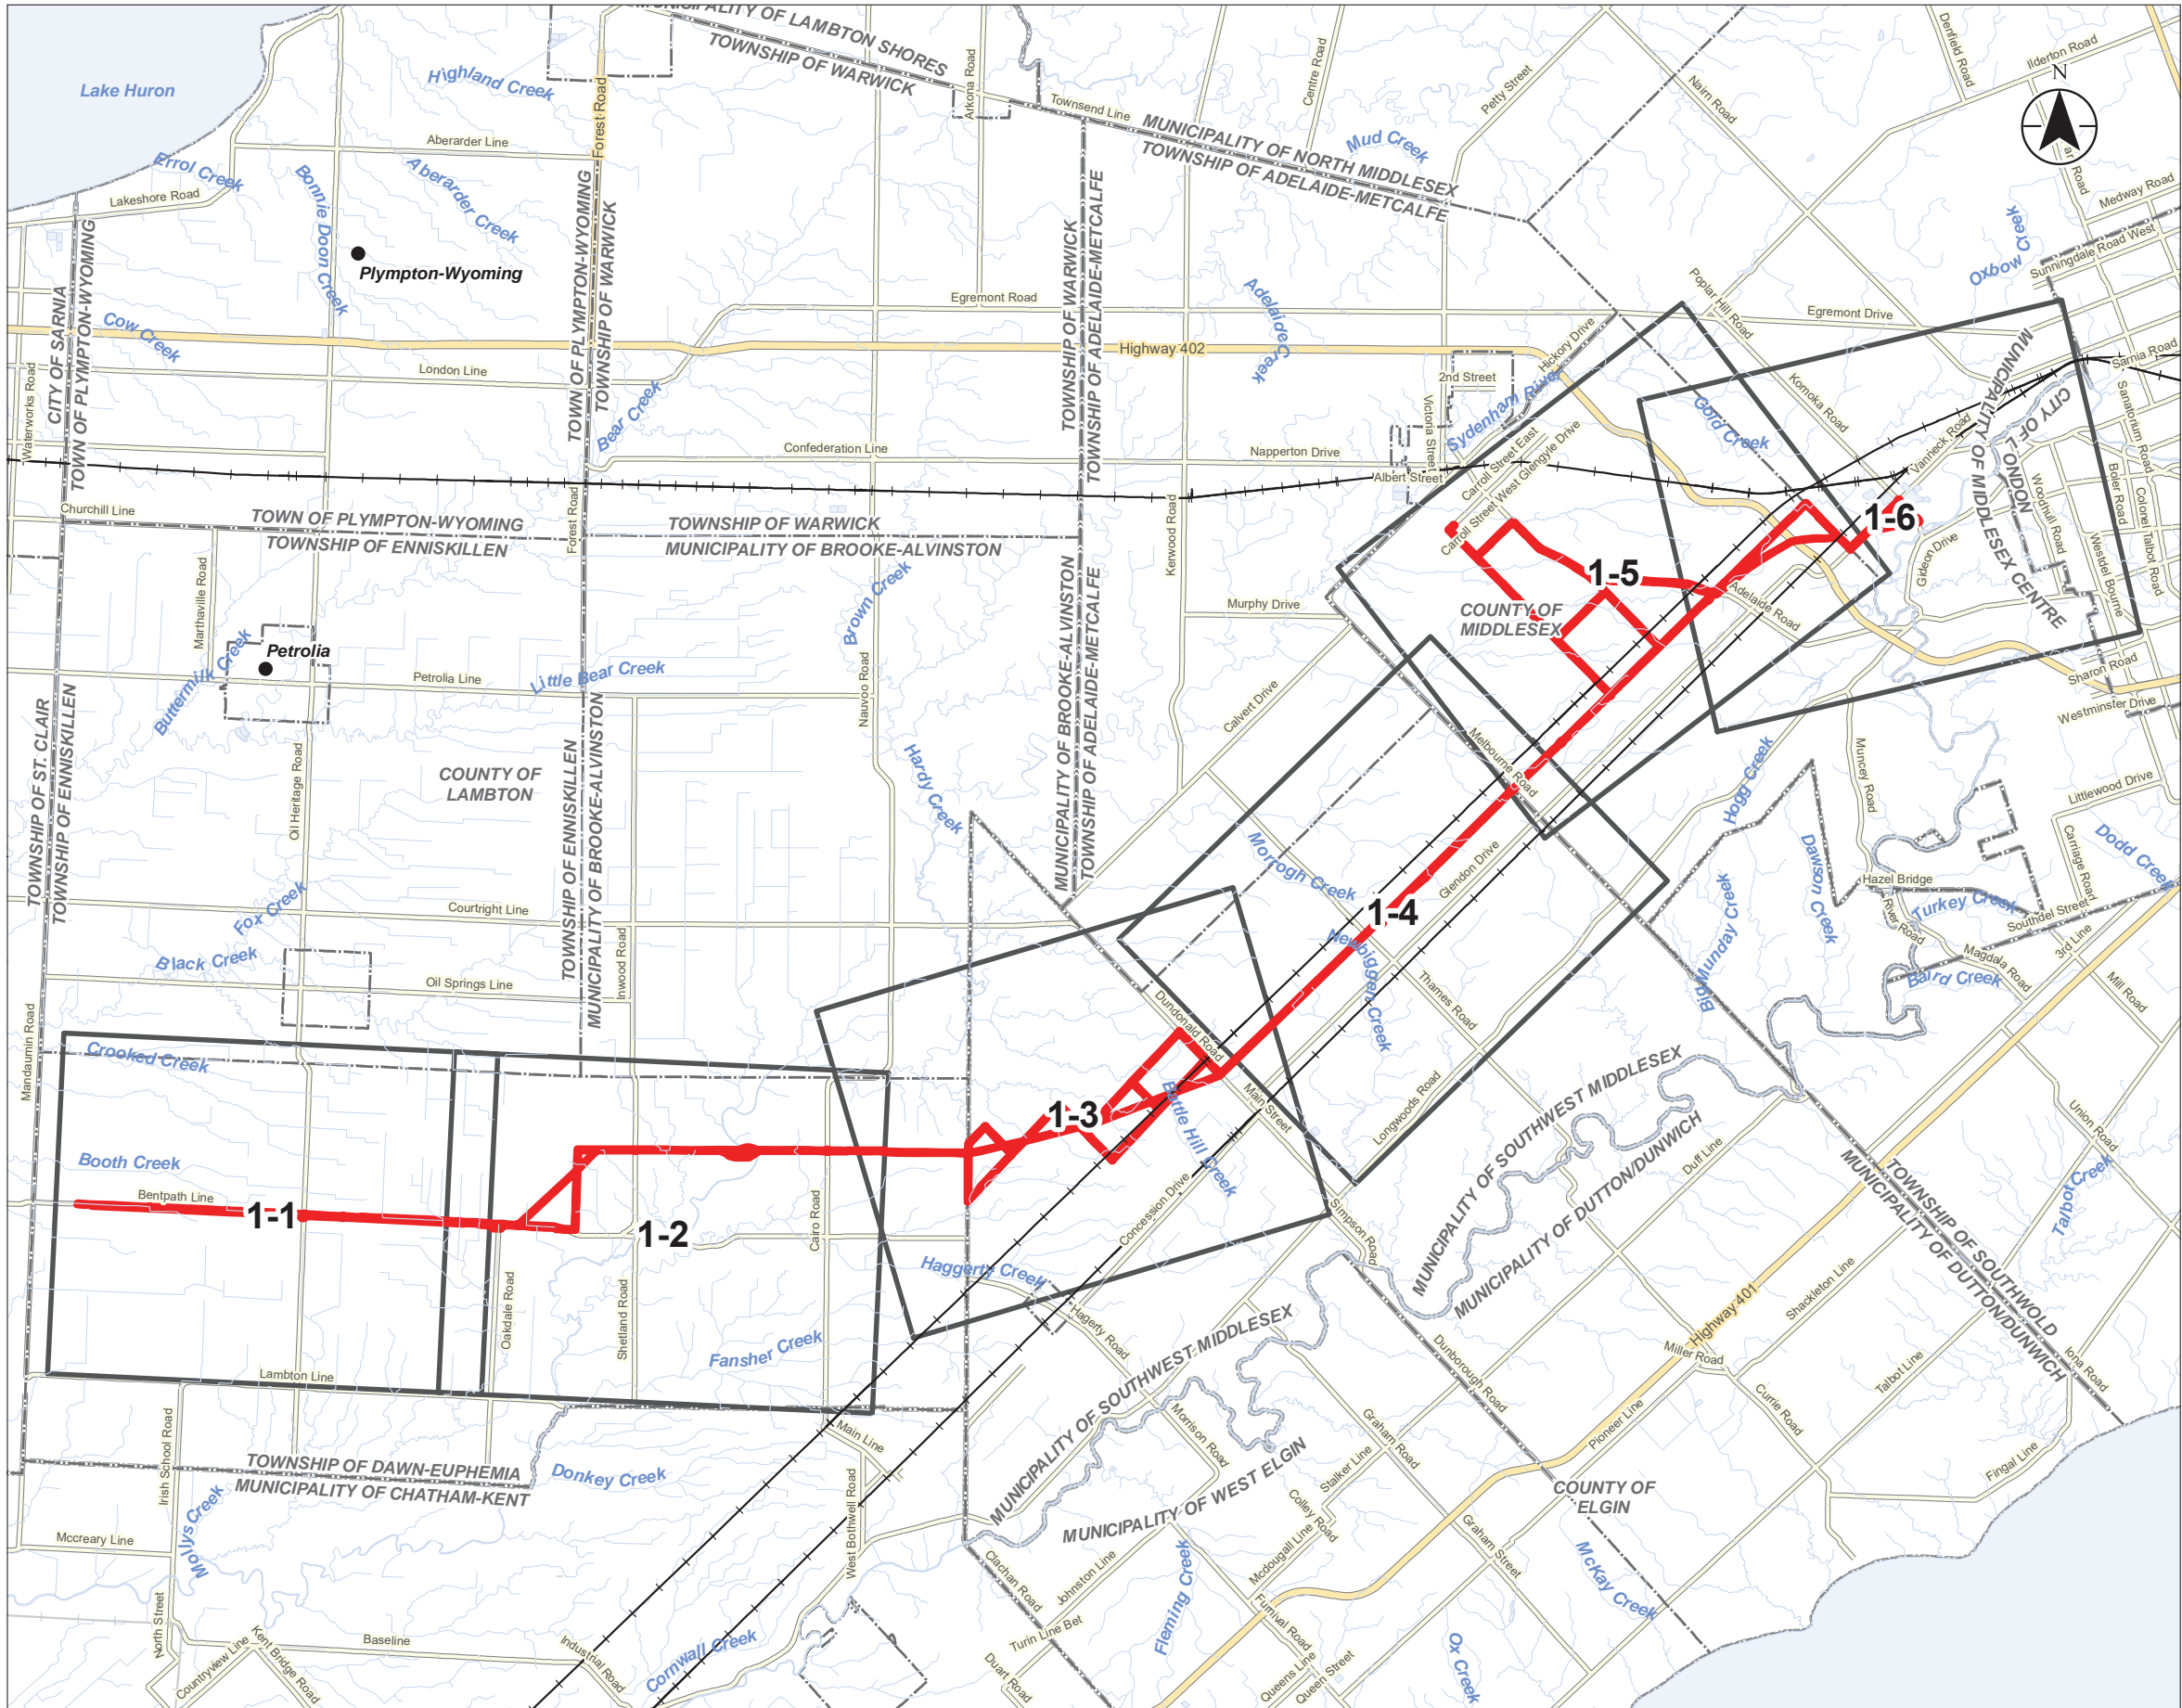 MUNICIPALITY OF LAMBTON SHORES
TOWNSHIP OF WARWICK
Lake Huron
Highland Creek
Forest Road
Arkona Road
Centre Road
Townsend Line
Petty Street
Nairn Road
Denfield Road
Ilderton Road
N
Medway Road
Sunningdale Road West
Oxbow Creek
Aberarder Line
Errol Creek
Lakeshore Road
Bonnie Doon Creek
Aberarder Creek
Plympton-Wyoming
MUNICIPALITY OF NORTH MIDDLESEX
TOWNSHIP OF ADELAIDE-METCALFE
Mud Creek
TOWN OF PLYMPTON-WYOMING
TOWNSHIP OF WARWICK
TOWNSHIP OF WARWICK
TOWNSHIP OF ADELAIDE-METCALFE
CITY OF SARNIA
TOWN OF PLYMPTON-WYOMING
Cow Creek
Waterworks Road
London Line
Egremont Road
Highway 402
Adelaide Creek
Bear Creek
Confederation Line
Napperton Drive
2nd Street
Victoria Street
Albert Street
Sydenham River
Hickory Drive
Carroll Street East
Glengyle Drive
Carroll Street West
Poplar Hill Road
Egremont Drive
Komoka Road
Gold Creek
Vanneck Road
MUNICIPALITY OF MIDDLESEX CENTRE
CITY OF LONDON
Sarnia Road
Sanatorium Road
Boler Road
Colonel Talbot Road
Woodhull Road
Westdel Bourne
Gideon Drive
1-6
1-5
Adelaide Road
Sharon Road
Westminster Drive
Churchill Line
TOWN OF PLYMPTON-WYOMING
TOWNSHIP OF ENNISKILLEN
Forest Road
TOWNSHIP OF WARWICK
MUNICIPALITY OF BROOKE-ALVINSTON
Kerwood Road
Murphy Drive
COUNTY OF
MIDDLESEX
Marthaville Road
Buttermilk Creek
Petrolia
Petrolia Line
Little Bear Creek
Brown Creek
Nauvoo Road
MUNICIPALITY OF BROOKE-ALVINSTON
TOWNSHIP OF ADELAIDE-METCALFE
Calvert Drive
Melbourne Road
TOWNSHIP OF ST. CLAIR
TOWNSHIP OF ENNISKILLEN
Oil Heritage Road
COUNTY OF
LAMBTON
TOWNSHIP OF ENNISKILLEN
MUNICIPALITY OF BROOKE-ALVINSTON
Hardy Creek
Morrogh Creek
Glendon Drive
Hogg Creek
Muncey Road
Littlewood Drive
Carriage Road
Dodd Creek
Dawson Creek
Hazel Bridge
River Road
Turkey Creek
Southdel Street
3rd Line
Magdala Road
Mill Road
Baird Creek
Big Munday Creek
Fox Creek
Black Creek
Courtright Line
Inwood Road
Oil Springs Line
1-4
Newbiggen Creek
Thames Road
Mandaumin Road
Crooked Creek
Dundonald Road
1-3
Battle Hill Creek
Main Street
Longwoods Road
MUNICIPALITY OF SOUTHWEST MIDDLESEX
MUNICIPALITY OF DUTTON/DUNWICH
Duff Line
Union Road
Talbot Creek
TOWNSHIP OF SOUTHWOLD
MUNICIPALITY OF DUTTON/DUNWICH
Booth Creek
Bentpath Line
1-1
1-2
Cairo Road
Concession Drive
Simpson Road
Haggerty Creek
Hagerty Road
Oakdale Road
Shetland Road
Fansher Creek
Lambton Line
Highway 401
Shackleton Line
Miller Road
Dunborough Road
Iona Road
Talbot Line
Currie Road
MUNICIPALITY OF SOUTHWEST MIDDLESEX
MUNICIPALITY OF WEST ELGIN
Main Line
Morrison Road
Graham Road
Pioneer Line
Stalker Line
Irish School Road
TOWNSHIP OF DAWN-EUPHEMIA
MUNICIPALITY OF CHATHAM-KENT
Donkey Creek
West Bothwell Road
Colley Road
Fingal Line
COUNTY OF
ELGIN
Mccreary Line
Mollys Creek
Clachan Road
Johnston Line
Mcdougall Line
Graham Street
McKay Creek
North Street
Countryview Line
Kent Bridge Road
Baseline
Industrial Road
Cornwall Creek
Turin Line Bet
Duart Road
Fleming Creek
Furnival Road
Queens Line
Queen Street
Ox Creek